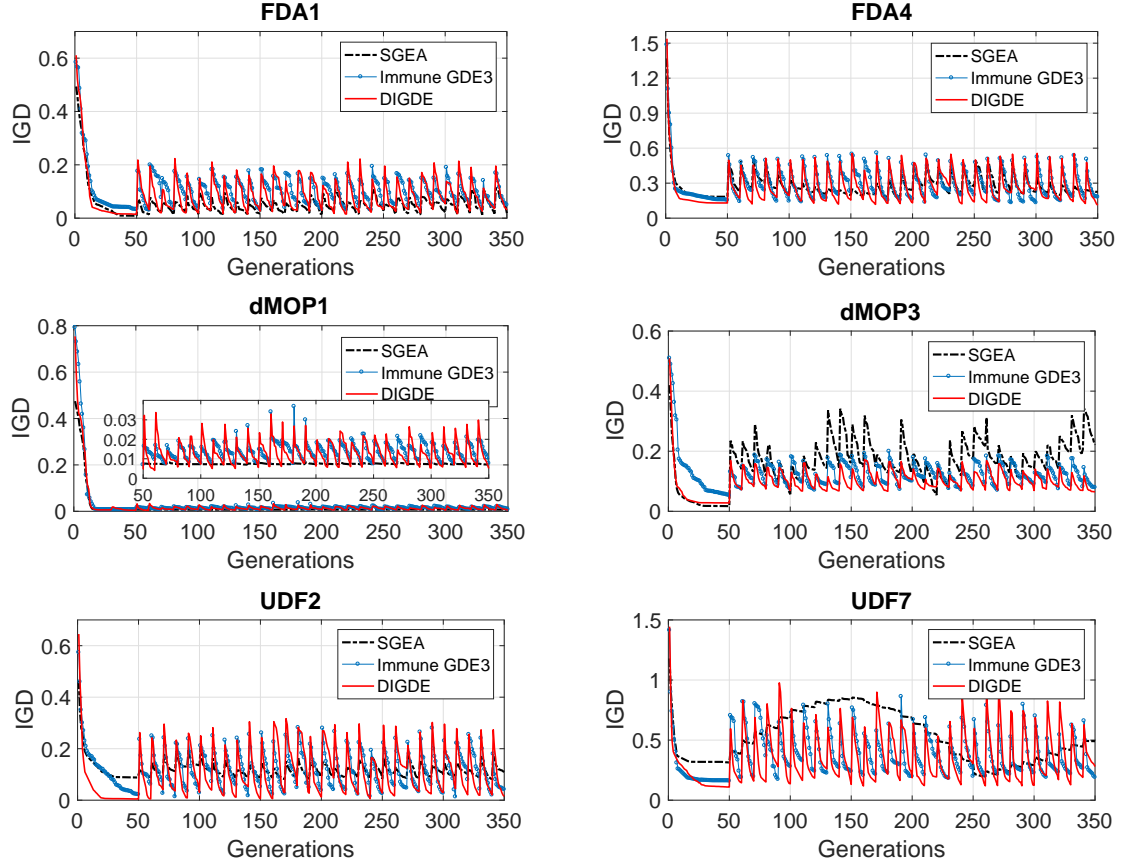 FDA1
0.6
0.4
0.2
0
IGD
SGEA
Immune GDE3
DIGDE
0 50 100 150 200 250 300 350
Generations
FDA4
1.5
1.2
0.9
0.6
0.3
0
IGD
SGEA
Immune GDE3
DIGDE
0 50 100 150 200 250 300 350
Generations
dMOP1
0.8
0.6
0.4
0.2
0
IGD
SGEA
Immune GDE3
DIGDE
0.03
0.02
0.01
0
50 100 150 200 250 300 350
0 50 100 150 200 250 300 350
Generations
dMOP3
0.6
0.4
0.2
0
IGD
SGEA
Immune GDE3
DIGDE
0 50 100 150 200 250 300 350
Generations
UDF2
0.6
0.4
0.2
0
IGD
SGEA
Immune GDE3
DIGDE
0 50 100 150 200 250 300 350
Generations
UDF7
1.5
1
0.5
0
IGD
SGEA
Immune GDE3
DIGDE
0 50 100 150 200 250 300 350
Generations